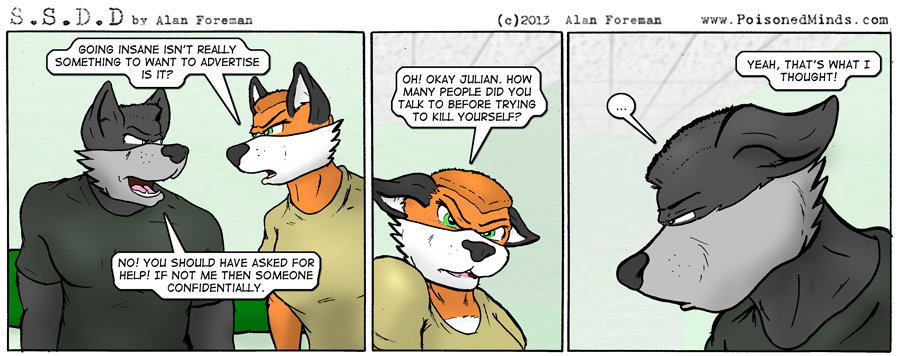 S.S.D.D by Alan Foreman (c)2013 Alan Foreman www.PoisonedMinds.com
GOING INSANE ISN'T REALLY
SOMETHING TO WANT TO ADVERTISE
IS IT?
NO! YOU SHOULD HAVE ASKED FOR
HELP! IF NOT ME THEN SOMEONE
CONFIDENTIALLY.
OH! OKAY JULIAN. HOW
MANY PEOPLE DID YOU
TALK TO BEFORE TRYING
TO KILL YOURSELF?
...
YEAH, THAT'S WHAT I
THOUGHT!